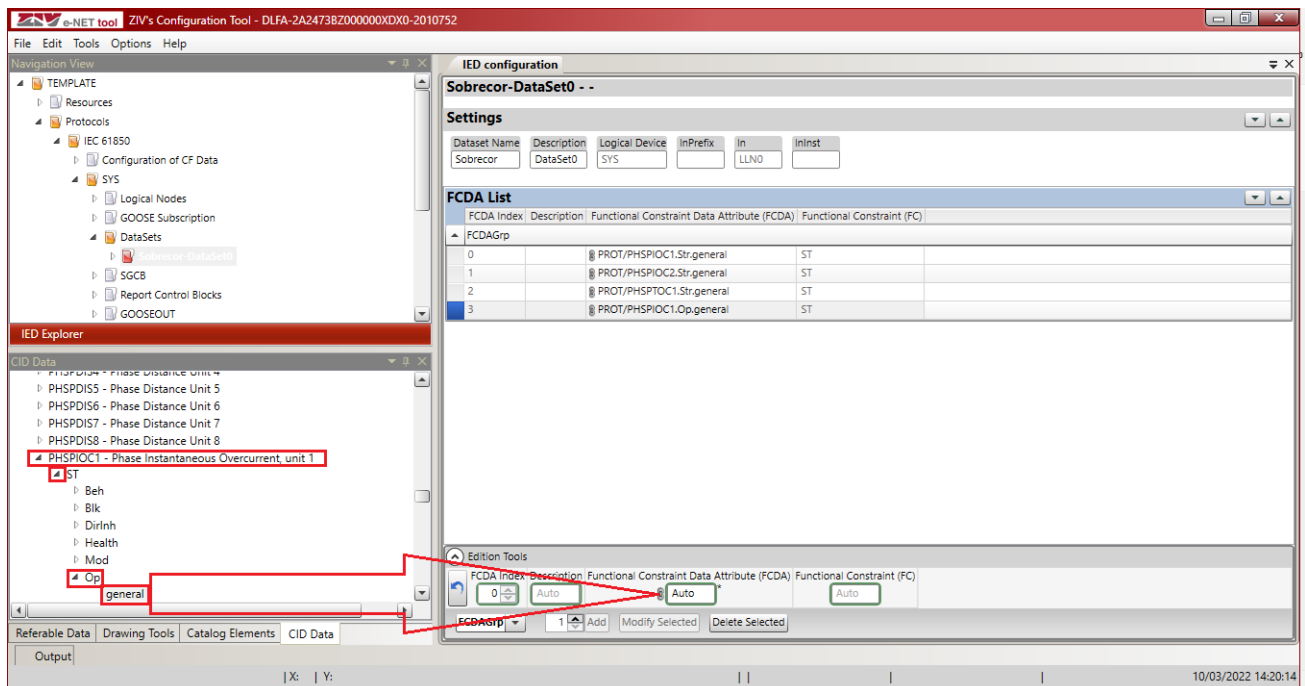 ZIV e-NET tool ZIV's Configuration Tool - DLFA-2A2473BZ000000XDX0-2010752
File Edit Tools Options Help
Navigation View
TEMPLATE
Resources
Protocols
IEC 61850
Configuration of CF Data
SYS
Logical Nodes
GOOSE Subscription
DataSets
Sobrecor-DataSet0
SGCB
Report Control Blocks
GOOSEOUT
IED Explorer
CID Data
PHSPDIS4 - Phase Distance Unit 4
PHSPDIS5 - Phase Distance Unit 5
PHSPDIS6 - Phase Distance Unit 6
PHSPDIS7 - Phase Distance Unit 7
PHSPDIS8 - Phase Distance Unit 8
PHSPIOC1 - Phase Instantaneous Overcurrent, unit 1
ST
Beh
Blk
DirInh
Health
Mod
Op
general
Referable Data Drawing Tools Catalog Elements CID Data
Output
IED configuration
Sobrecor-DataSet0 - -
Settings
Dataset Name Description Logical Device lnPrefix ln lnInst
Sobrecor DataSet0 SYS LLN0
FCDA List
FCDA Index Description Functional Constraint Data Attribute (FCDA) Functional Constraint (FC)
FCDAGrp
0 PROT/PHSPIOC1.Str.general ST
1 PROT/PHSPIOC2.Str.general ST
2 PROT/PHSPTOC1.Str.general ST
3 PROT/PHSPIOC1.Op.general ST
Edition Tools
FCDA Index Description Functional Constraint Data Attribute (FCDA) Functional Constraint (FC)
0 Auto Auto * Auto
FCDAGrp 1 Add Modify Selected Delete Selected
| X: | Y: | | | | 10/03/2022 14:20:14